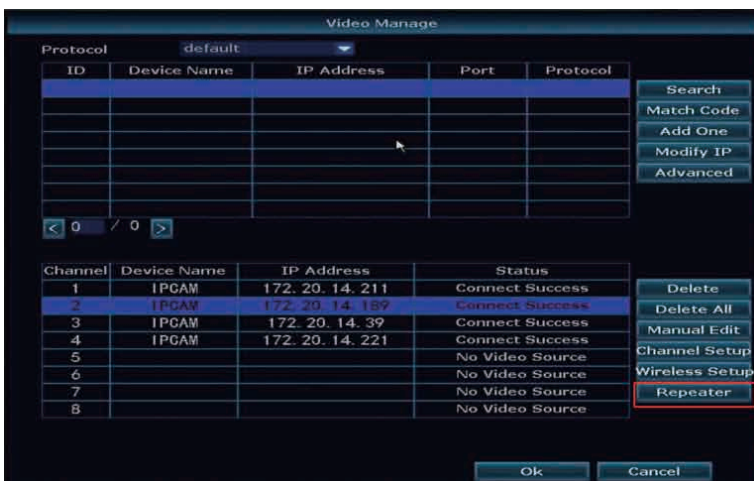 Video Manage
Protocol default
ID Device Name IP Address Port Protocol
Search
Match Code
Add One
Modify IP
Advanced
< 0 / 0 >
Channel Device Name IP Address Status
1 IPCAM 172. 20. 14. 211 Connect Success
2 IPCAM 172. 20. 14. 189 Connect Success
3 IPCAM 172. 20. 14. 39 Connect Success
4 IPCAM 172. 20. 14. 221 Connect Success
5 No Video Source
6 No Video Source
7 No Video Source
8 No Video Source
Delete
Delete All
Manual Edit
Channel Setup
Wireless Setup
Repeater
Ok Cancel